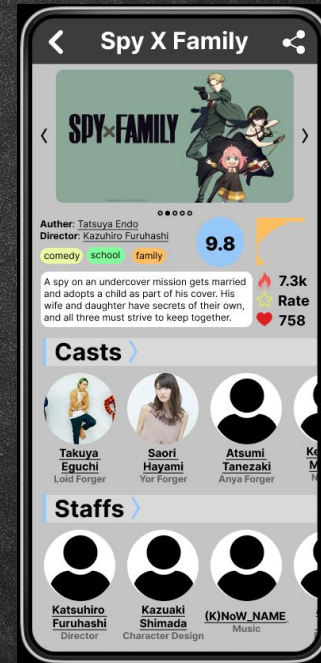 Spy X Family
SPY×FAMILY
Auther: Tatsuya Endo
Director: Kazuhiro Furuhashi
comedy school family
9.8
A spy on an undercover mission gets married
and adopts a child as part of his cover. His
wife and daughter have secrets of their own,
and all three must strive to keep together.
7.3k
Rate
758
Casts
Takuya
Eguchi
Loid Forger
Saori
Hayami
Yor Forger
Atsumi
Tanezaki
Anya Forger
Ke
M
N
Staffs
Katsuhiro
Furuhashi
Director
Kazuaki
Shimada
Character Design
(K)NoW_NAME
Music